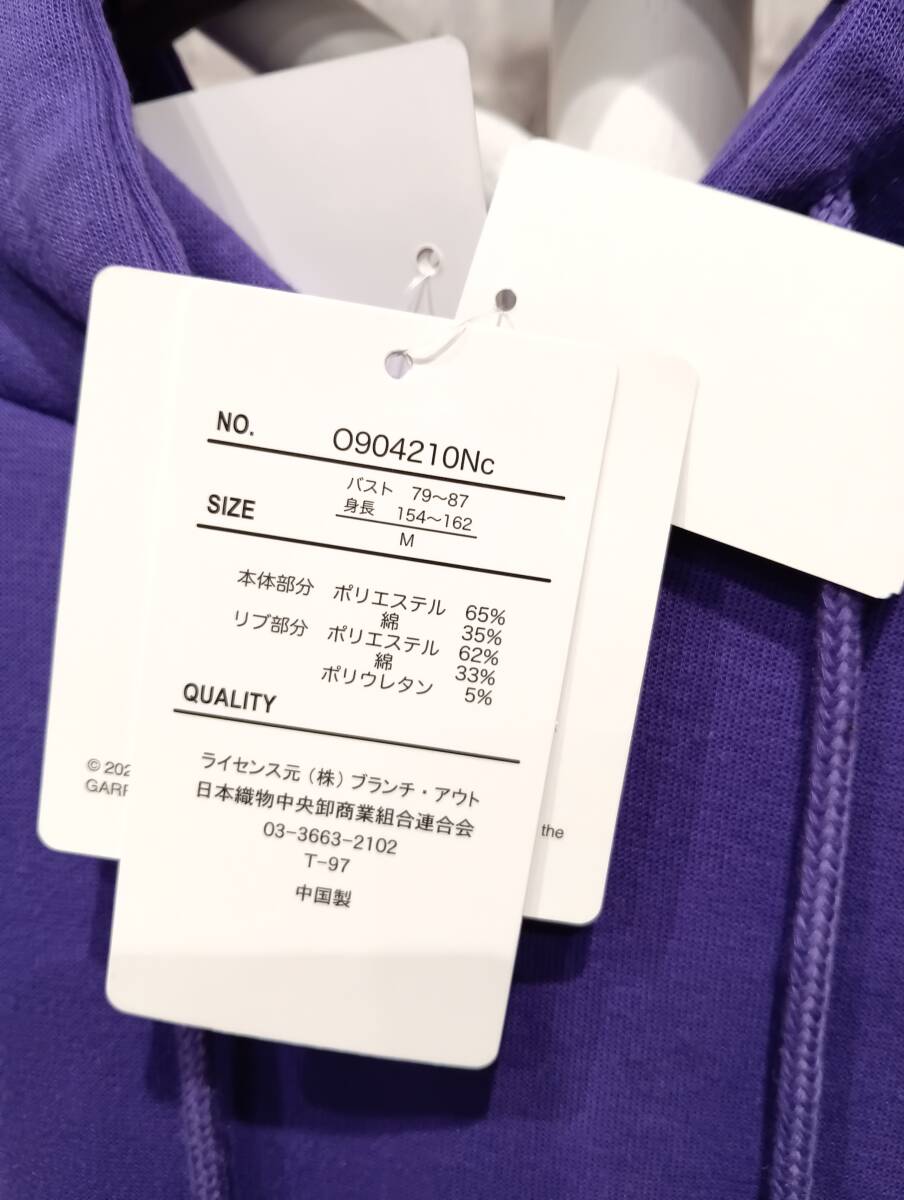 NO. O904210Nc
バスト 79〜87
身長 154〜162
SIZE M
本体部分 ポリエステル 65%
綿 35%
リブ部分 ポリエステル 62%
綿 33%
ポリウレタン 5%
QUALITY
ライセンス元（株）ブランチ・アウト
日本織物中央卸商業組合連合会
03-3663-2102
T-97
中国製
©
the